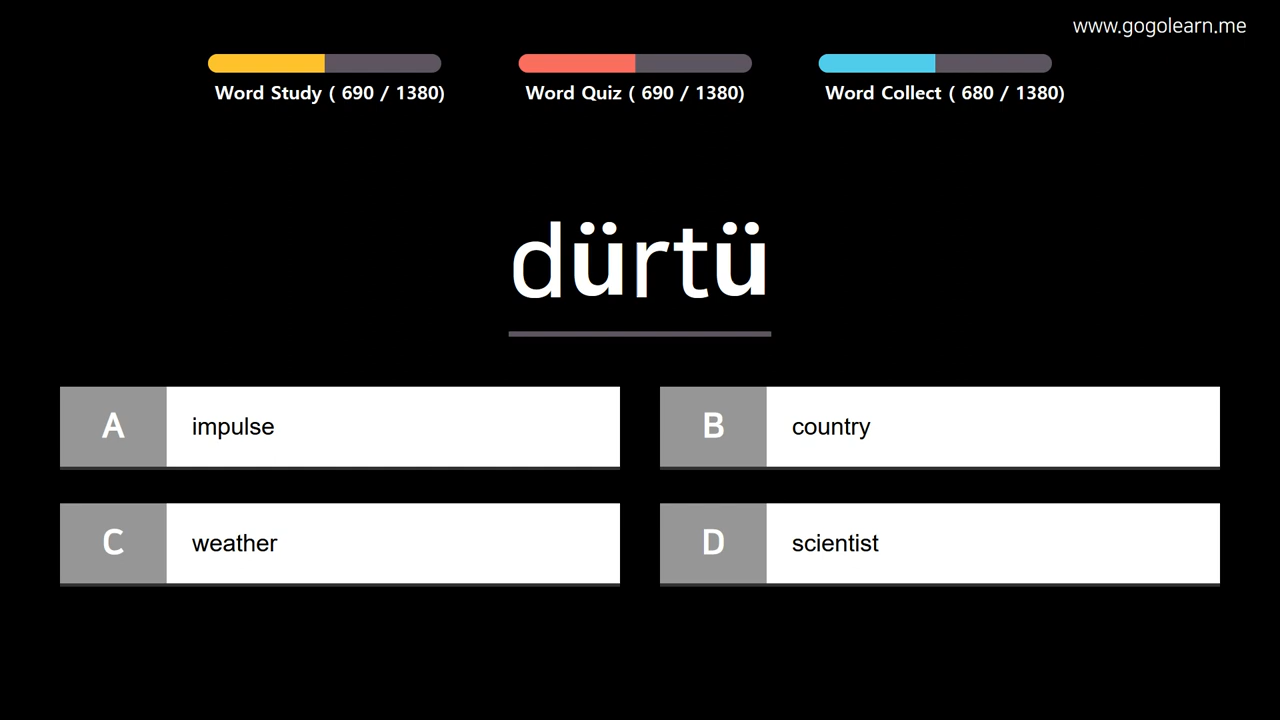 www.gogolearn.me
Word Study ( 690 / 1380)
Word Quiz ( 690 / 1380)
Word Collect ( 680 / 1380)
dürtü
A impulse
B country
C weather
D scientist